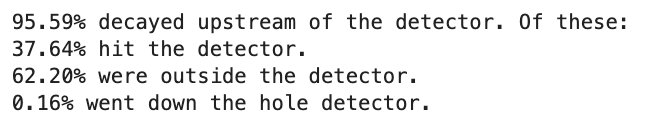 95.59% decayed upstream of the detector. Of these:
37.64% hit the detector.
62.20% were outside the detector.
0.16% went down the hole detector.